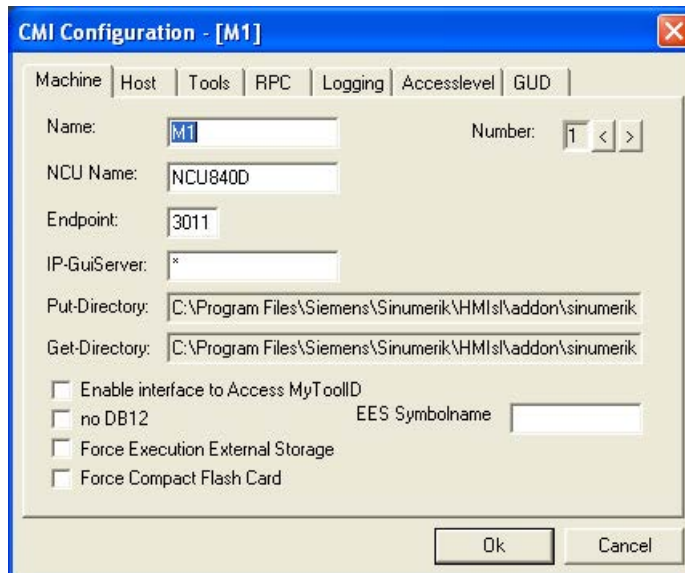 CMI Configuration - [M1]
Machine Host Tools RPC Logging Accesslevel GUD
Name: M1 Number: 1 < >
NCU Name: NCU840D
Endpoint: 3011
IP-GuiServer: *
Put-Directory: C:\Program Files\Siemens\Sinumerik\HMIsl\addon\sinumerik
Get-Directory: C:\Program Files\Siemens\Sinumerik\HMIsl\addon\sinumerik
Enable interface to Access MyToolID
no DB12 EES Symbolname
Force Execution External Storage
Force Compact Flash Card
Ok Cancel